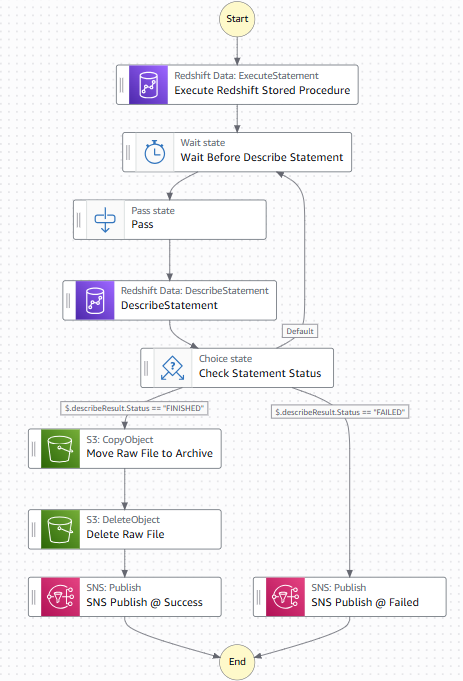 Start
Redshift Data: ExecuteStatement
Execute Redshift Stored Procedure
Wait state
Wait Before Describe Statement
Pass state
Pass
Redshift Data: DescribeStatement
DescribeStatement
Default
Choice state
Check Statement Status
$.describeResult.Status == "FINISHED"
$.describeResult.Status == "FAILED"
S3: CopyObject
Move Raw File to Archive
S3: DeleteObject
Delete Raw File
SNS: Publish
SNS Publish @ Success
SNS: Publish
SNS Publish @ Failed
End